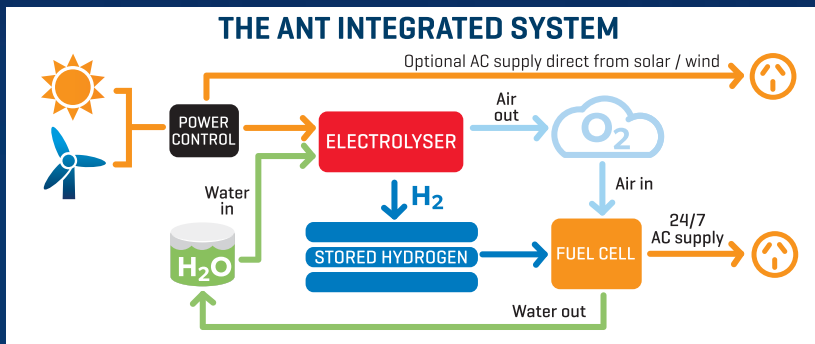 THE ANT INTEGRATED SYSTEM
Optional AC supply direct from solar / wind
POWER
CONTROL
ELECTROLYSER
Air
out
O₂
Water
in
H₂
Air in
24/7
AC supply
H₂O
STORED HYDROGEN
FUEL CELL
Water out